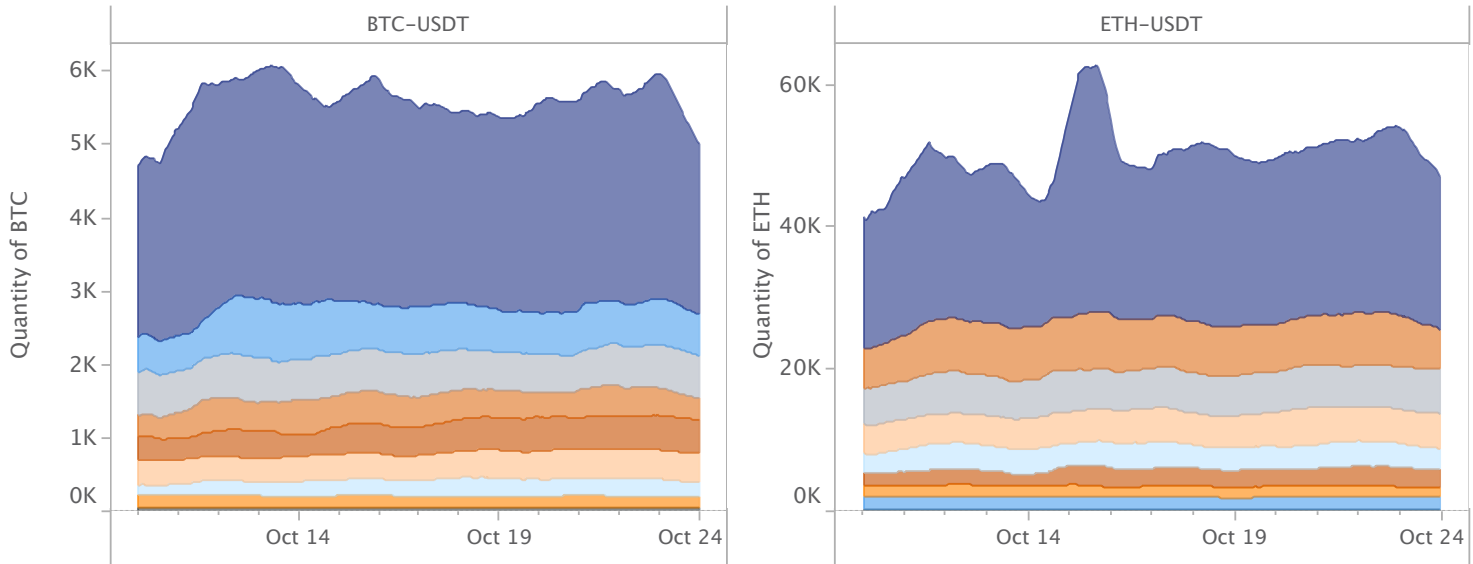 BTC-USDT
Quantity of BTC
6K
5K
4K
3K
2K
1K
0K
Oct 14
Oct 19
Oct 24
ETH-USDT
Quantity of ETH
60K
40K
20K
0K
Oct 14
Oct 19
Oct 24